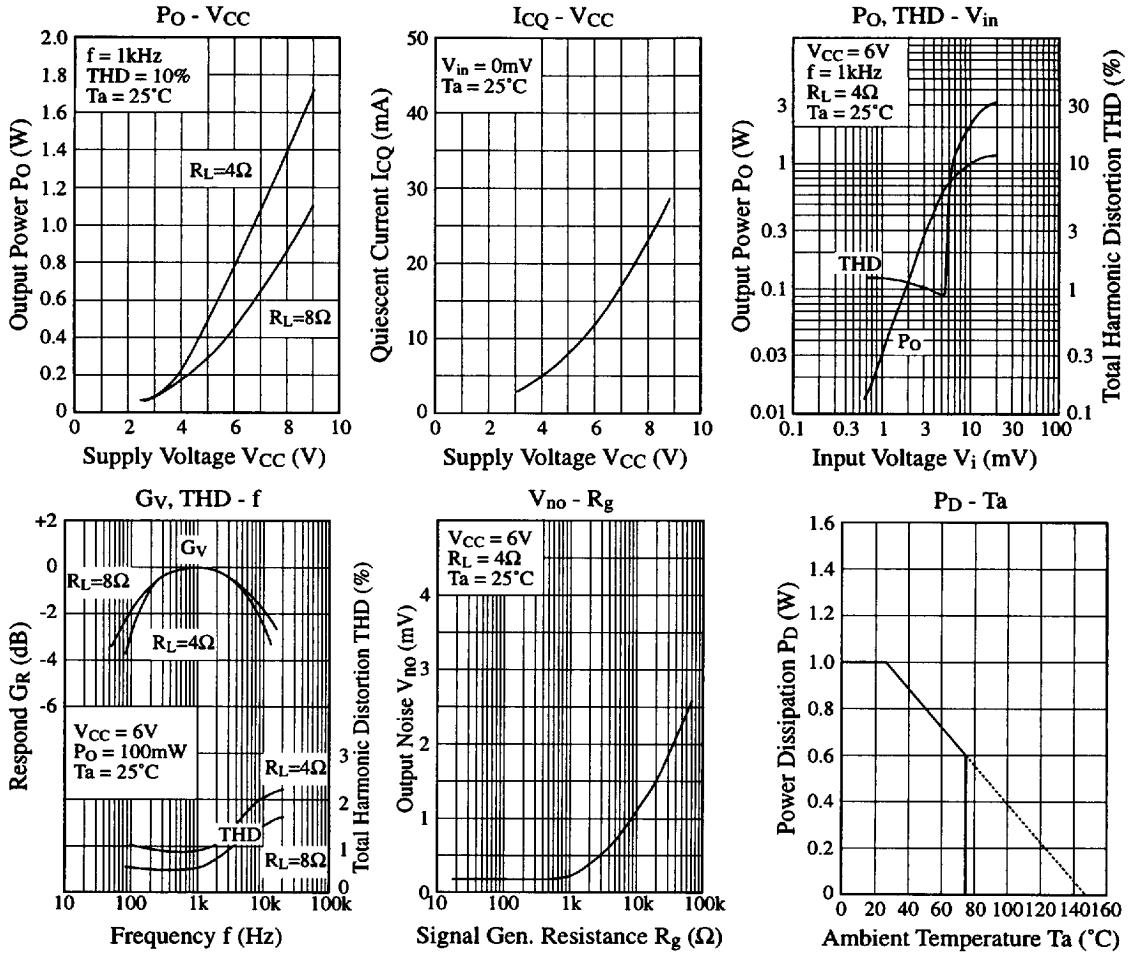 PO - VCC
2.0
1.8
1.6
1.4
1.2
1.0
0.8
0.6
0.4
0.2
0
f = 1kHz
THD = 10%
Ta = 25˚C
RL=4Ω
RL=8Ω
Output Power PO (W)
0 2 4 6 8 10
Supply Voltage VCC (V)
ICQ - VCC
50
40
30
20
10
0
Vin = 0mV
Ta = 25˚C
Quiescent Current ICQ (mA)
0 2 4 6 8 10
Supply Voltage VCC (V)
PO, THD - Vin
VCC = 6V
f = 1kHz
RL = 4Ω
Ta = 25˚C
3
1
0.3
0.1
0.03
0.01
Output Power PO (W)
THD
PO
30
10
3
1
0.3
0.1
Total Harmonic Distortion THD (%)
0.1 0.3 1 3 10 30 100
Input Voltage Vi (mV)
GV, THD - f
+2
0
-2
-4
-6
GV
RL=8Ω
RL=4Ω
Respond GR (dB)
VCC = 6V
PO = 100mW
Ta = 25˚C
RL=4Ω
THD
RL=8Ω
3
2
1
0
Total Harmonic Distortion THD (%)
10 100 1k 10k 100k
Frequency f (Hz)
Vno - Rg
VCC = 6V
RL = 4Ω
Ta = 25˚C
4
3
2
1
0
Output Noise Vno (mV)
10 100 1k 10k 100k
Signal Gen. Resistance Rg (Ω)
PD - Ta
1.6
1.4
1.2
1.0
0.8
0.6
0.4
0.2
0
Power Dissipation PD (W)
0 20 40 60 80 100 120 140 160
Ambient Temperature Ta (˚C)